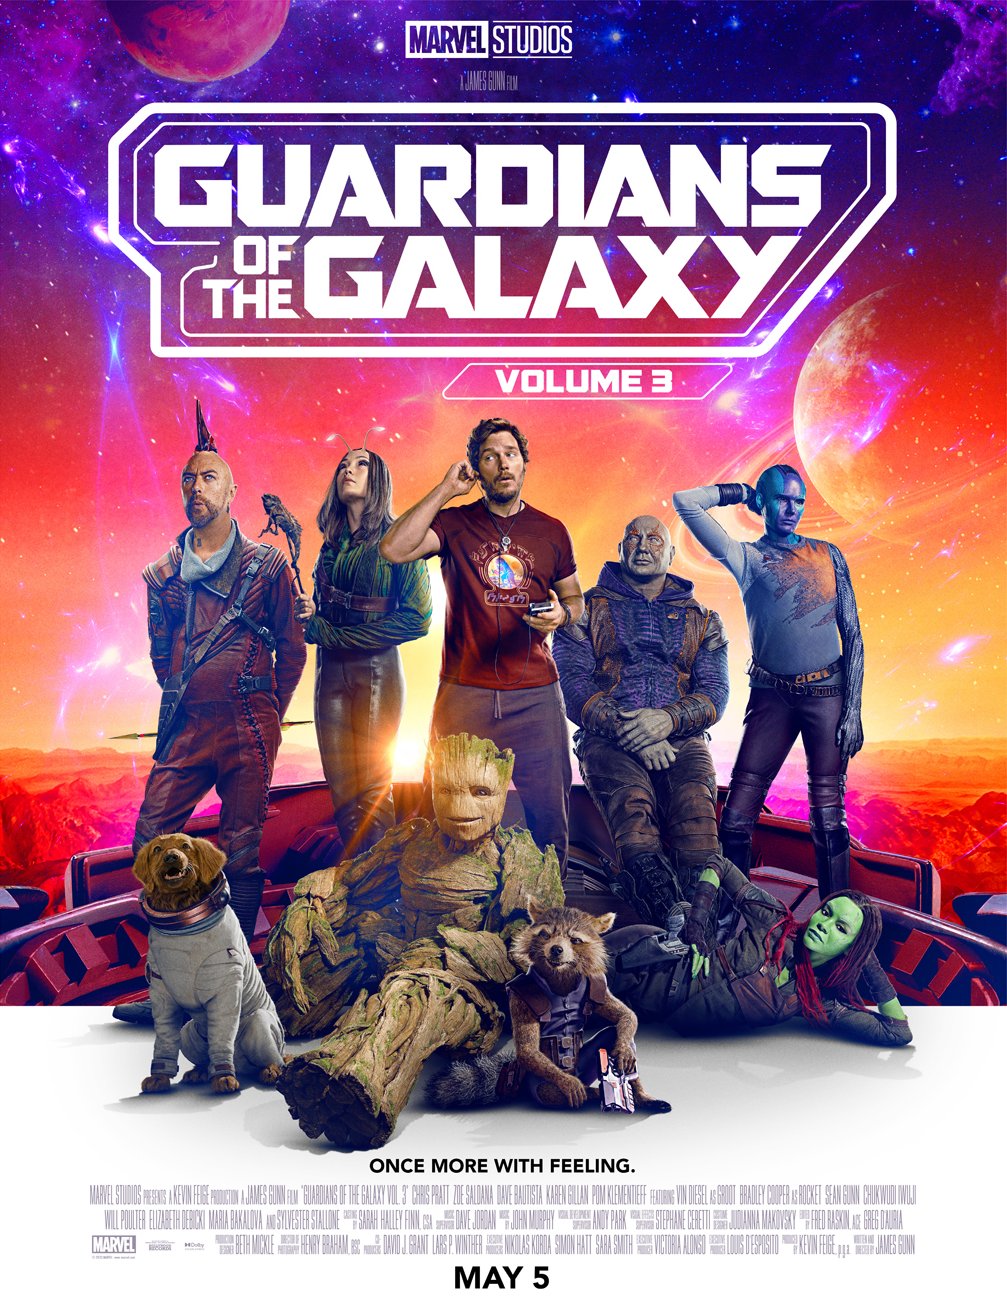 MARVEL STUDIOS
A JAMES GUNN FILM
GUARDIANS
OF THE GALAXY
VOLUME 3
ONCE MORE WITH FEELING.
MARVEL STUDIOS PRESENTS A KEVIN FEIGE PRODUCTION A JAMES GUNN FILM "GUARDIANS OF THE GALAXY VOL. 3" CHRIS PRATT ZOE SALDANA DAVE BAUTISTA KAREN GILLAN POM KLEMENTIEFF FEATURING VIN DIESEL AS GROOT BRADLEY COOPER AS ROCKET SEAN GUNN CHUKWUDI IWUJI
WILL POULTER ELIZABETH DEBICKI MARIA BAKALOVA AND SYLVESTER STALLONE CASTING BY SARAH HALLEY FINN, CSA MUSIC SUPERVISOR DAVE JORDAN MUSIC BY JOHN MURPHY VISUAL DEVELOPMENT SUPERVISOR ANDY PARK VISUAL EFFECTS SUPERVISOR STEPHANE CERETTI COSTUME DESIGNER JUDIANNA MAKOVSKY EDITED BY FRED RASKIN, ACE GREG D'AURIA
MARVEL DOLBY PRODUCTION DESIGNER BETH MICKLE DIRECTOR OF PHOTOGRAPHY HENRY BRAHAM, BSC CO-PRODUCERS DAVID J. GRANT LARS P. WINTHER EXECUTIVE PRODUCERS NIKOLAS KORDA SIMON HATT SARA SMITH EXECUTIVE PRODUCERS VICTORIA ALONSO EXECUTIVE PRODUCERS LOUIS D'ESPOSITO PRODUCED BY KEVIN FEIGE, p.g.a. WRITTEN AND DIRECTED BY JAMES GUNN
MAY 5